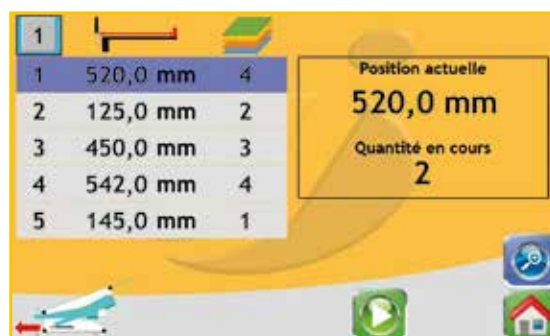 1
1 520,0 mm 4
2 125,0 mm 2
3 450,0 mm 3
4 542,0 mm 4
5 145,0 mm 1
Position actuelle
520,0 mm
Quantité en cours
2